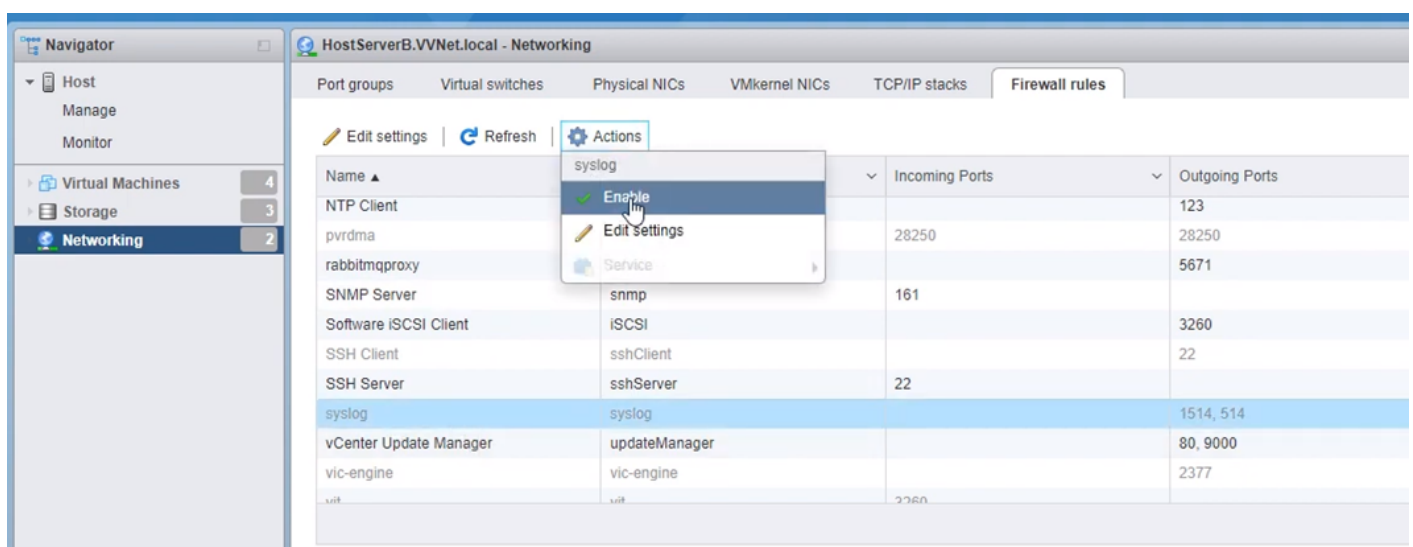 Navigator
Host
Manage
Monitor
Virtual Machines 4
Storage 3
Networking 2
HostServerB.VVNet.local - Networking
Port groups Virtual switches Physical NICs VMkernel NICs TCP/IP stacks Firewall rules
Edit settings Refresh Actions
syslog
Enable
Edit settings
Service
Name Incoming Ports Outgoing Ports
NTP Client 123
pvrdma 28250 28250
rabbitmqproxy 5671
SNMP Server snmp 161
Software iSCSI Client iSCSI 3260
SSH Client sshClient 22
SSH Server sshServer 22
syslog syslog 1514, 514
vCenter Update Manager updateManager 80, 9000
vic-engine vic-engine 2377
vit vit 3260